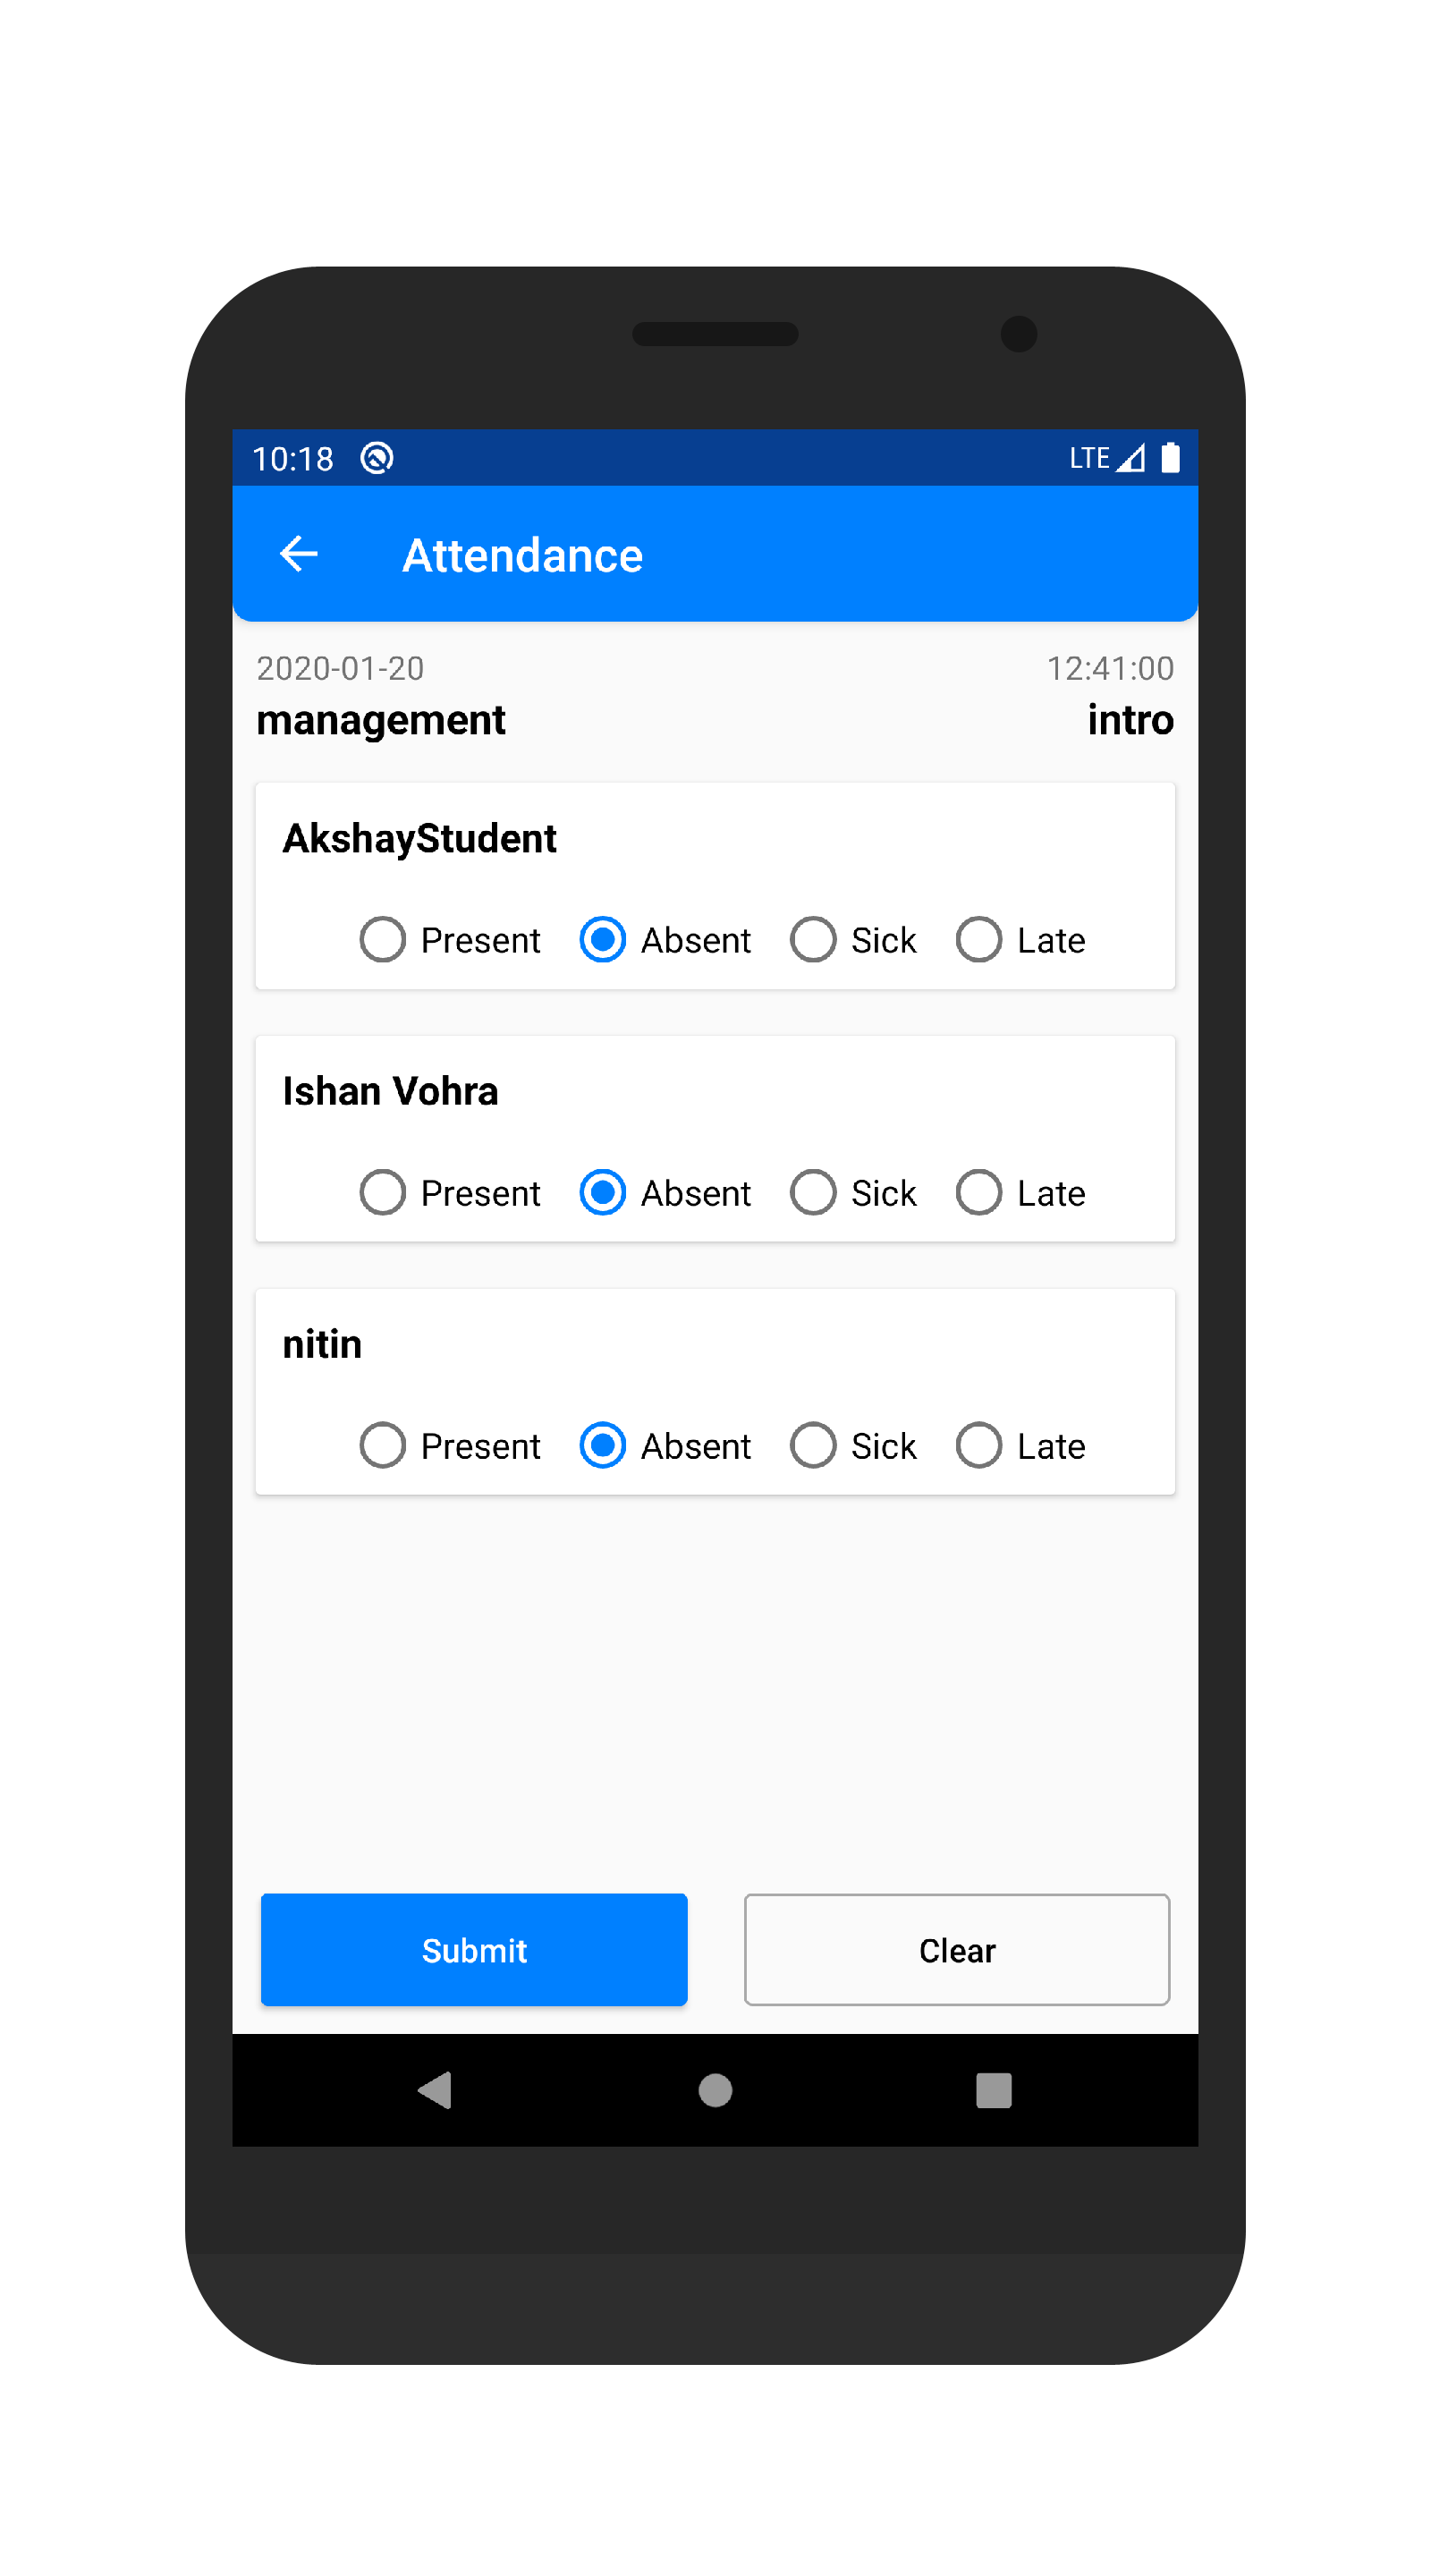 10:18 LTE
Attendance
2020-01-20 12:41:00
management intro
AkshayStudent
Present Absent Sick Late
Ishan Vohra
Present Absent Sick Late
nitin
Present Absent Sick Late
Submit Clear